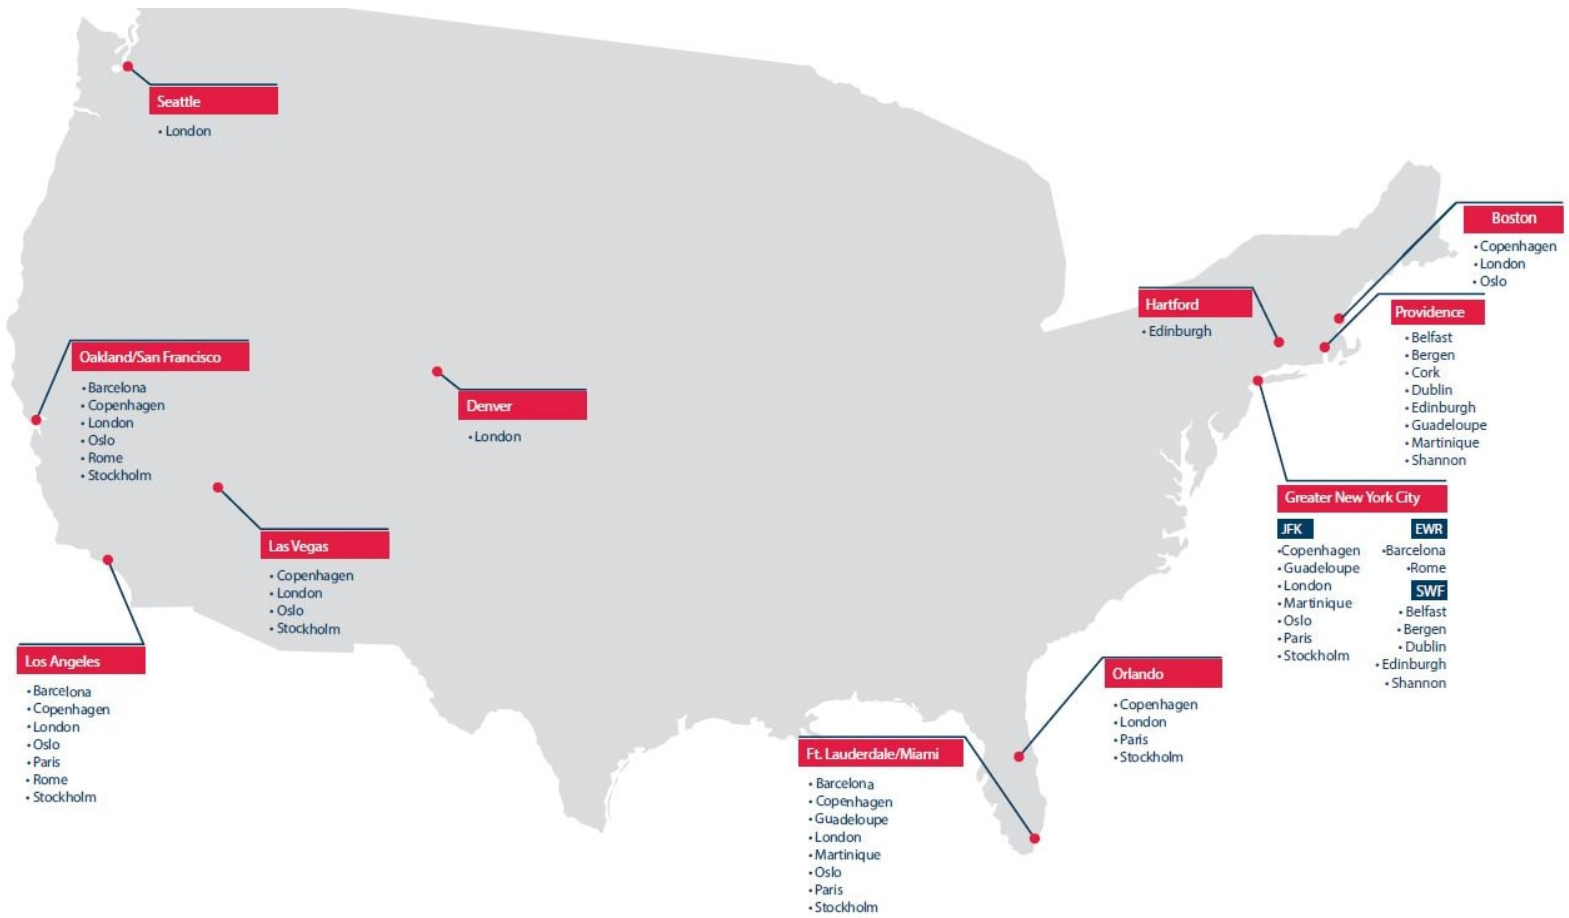 Seattle
• London
Boston
• Copenhagen
• London
• Oslo
Hartford
• Edinburgh
Providence
• Belfast
• Bergen
• Cork
• Dublin
• Edinburgh
• Guadeloupe
• Martinique
• Shannon
Oakland/San Francisco
• Barcelona
• Copenhagen
• London
• Oslo
• Rome
• Stockholm
Denver
• London
Greater New York City
JFK
•Copenhagen
• Guadeloupe
• London
• Martinique
• Oslo
• Paris
• Stockholm
EWR
•Barcelona
•Rome
SWF
• Belfast
• Bergen
• Dublin
• Edinburgh
• Shannon
Las Vegas
• Copenhagen
• London
• Oslo
• Stockholm
Los Angeles
• Barcelona
• Copenhagen
• London
• Oslo
• Paris
• Rome
• Stockholm
Orlando
• Copenhagen
• London
• Paris
• Stockholm
Ft. Lauderdale/Miami
• Barcelona
• Copenhagen
• Guadeloupe
• London
• Martinique
• Oslo
• Paris
• Stockholm